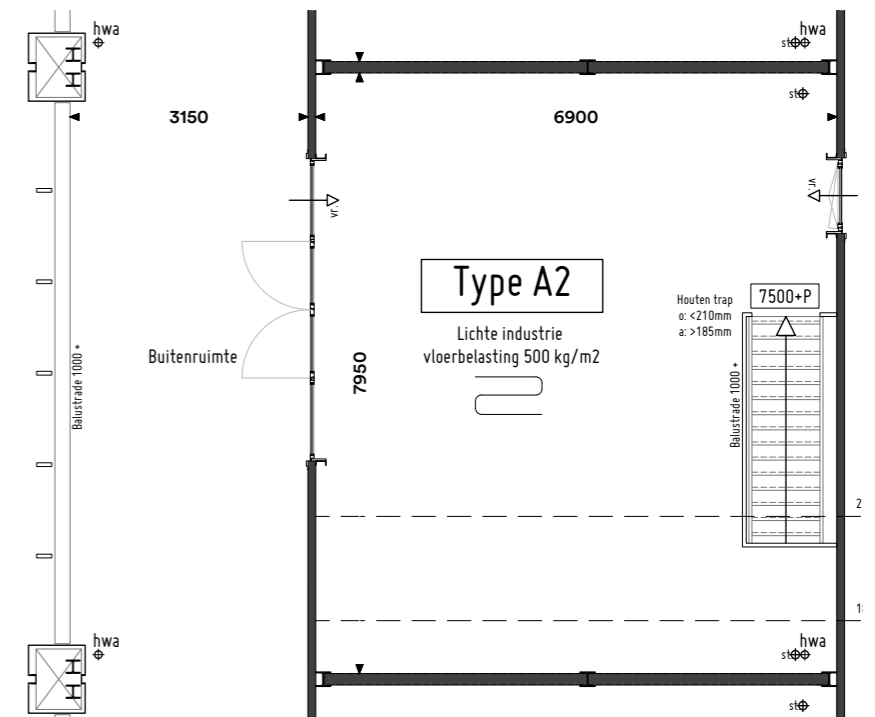 hwa
hwa
st
st
3150
6900
vr.
vr.
Type A2
7500+P
Houten trap
o: <210mm
a: >185mm
Lichte industrie
vloerbelasting 500 kg/m2
Buitenruimte
7950
Balustrade 1000 +
Balustrade 1000 +
2
hwa
hwa
st
st